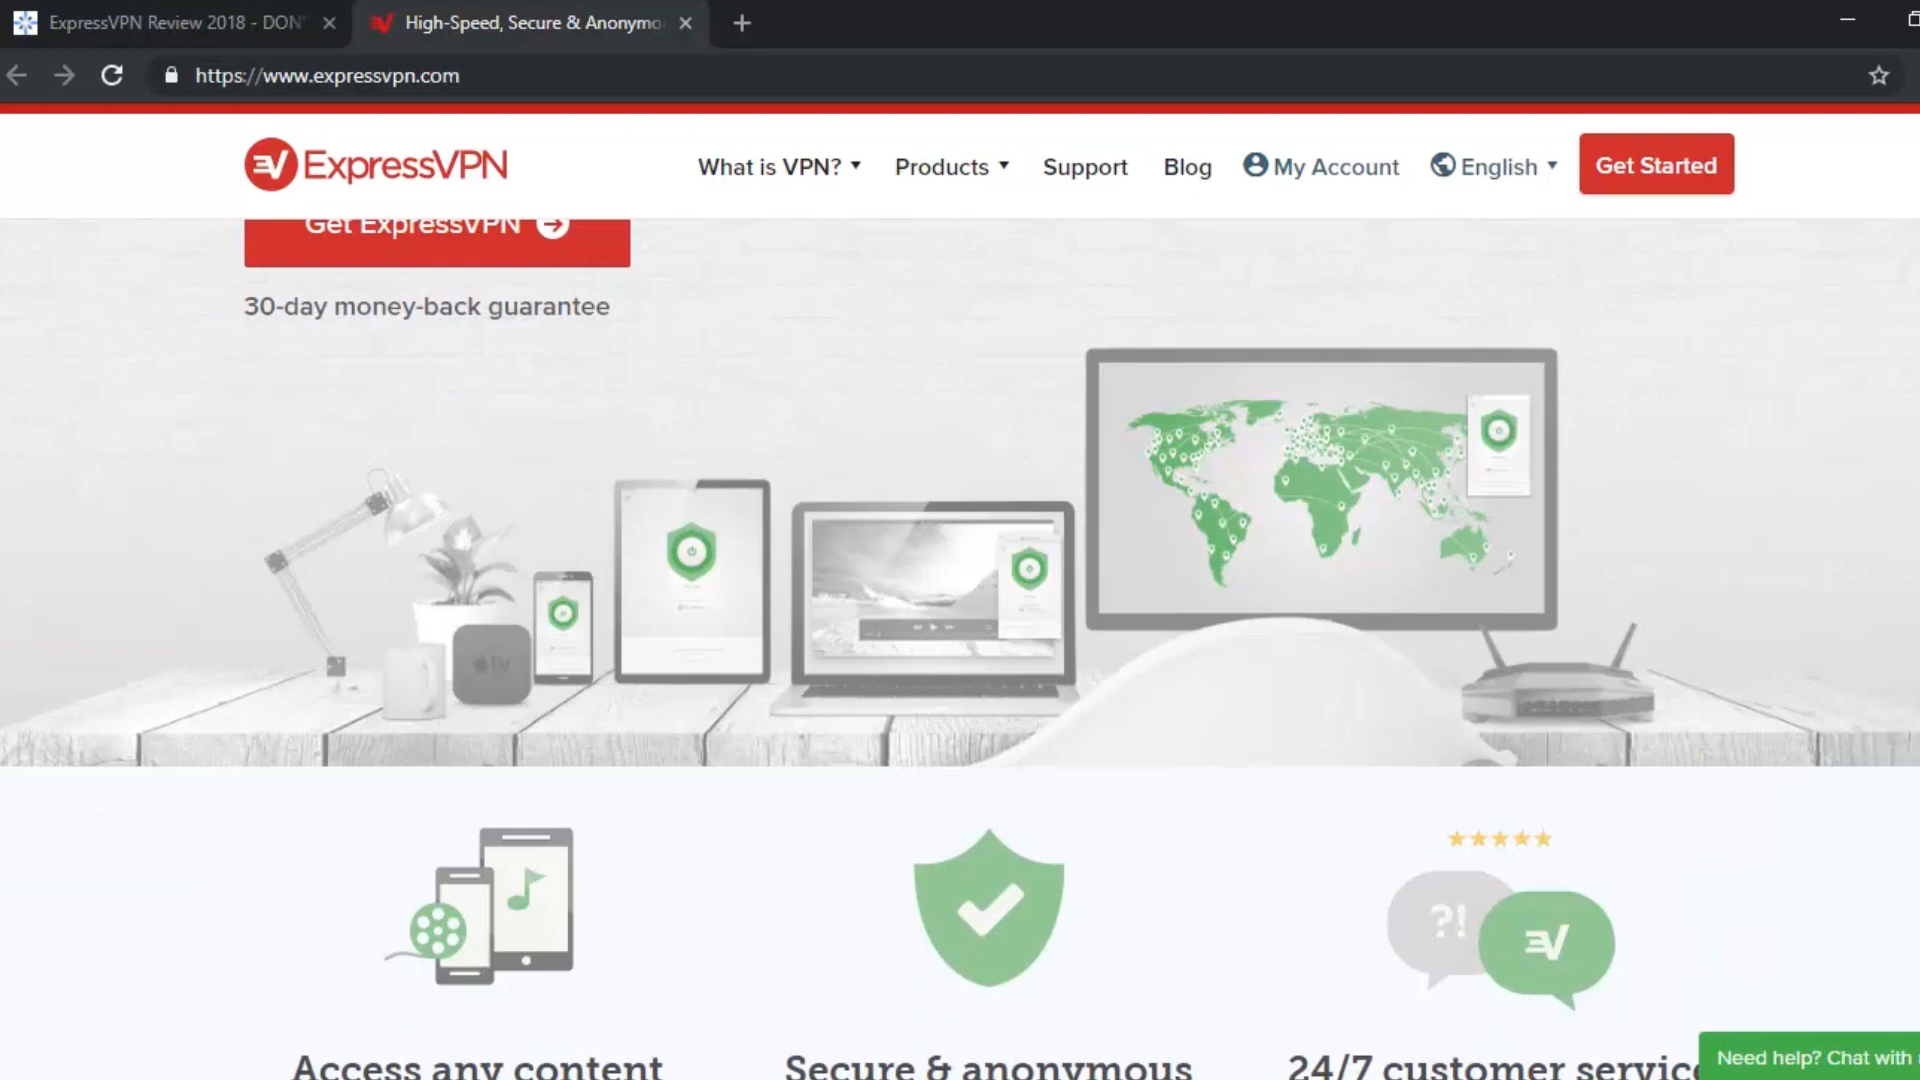 ExpressVPN Review 2018 - DON'
High-Speed, Secure & Anonymo
https://www.expressvpn.com
ExpressVPN
What is VPN?
Products
Support
Blog
My Account
English
Get Started
Get ExpressVPN
30-day money-back guarantee
tv
?!
Access any content
Secure & anonymous
24/7 customer service
Need help? Chat with